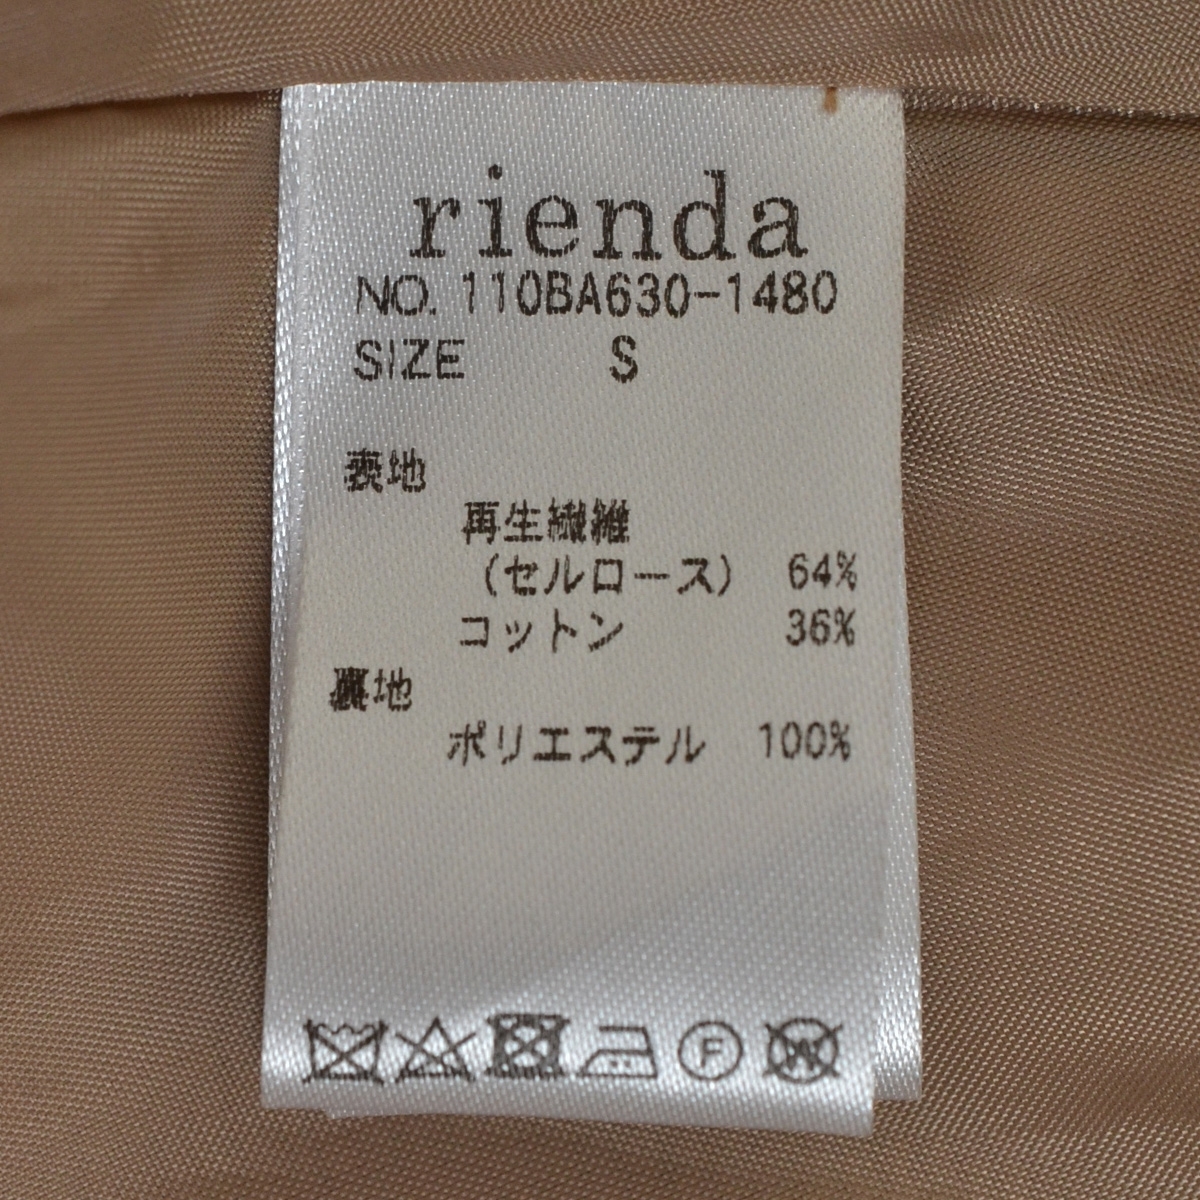 rienda
NO. 110BA630-1480
SIZE S
表地
再生繊維
(セルロース) 64%
コットン 36%
裏地
ポリエステル 100%
F
W